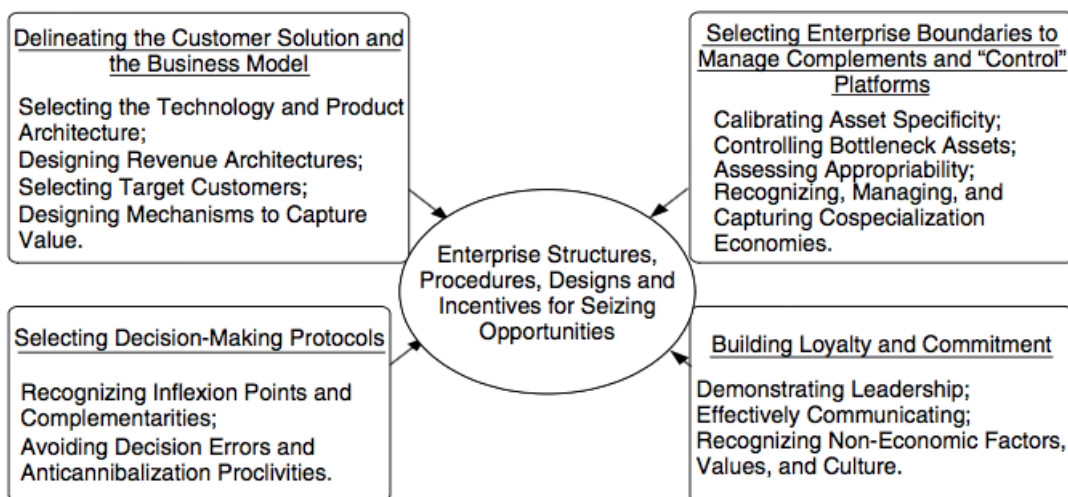 Delineating the Customer Solution and
the Business Model
Selecting the Technology and Product
Architecture;
Designing Revenue Architectures;
Selecting Target Customers;
Designing Mechanisms to Capture
Value.
Selecting Enterprise Boundaries to
Manage Complements and “Control”
Platforms
Calibrating Asset Specificity;
Controlling Bottleneck Assets;
Assessing Appropriability;
Recognizing, Managing, and
Capturing Cospecialization
Economies.
Enterprise Structures,
Procedures, Designs and
Incentives for Seizing
Opportunities
Selecting Decision-Making Protocols
Recognizing Inflexion Points and
Complementarities;
Avoiding Decision Errors and
Anticannibalization Proclivities.
Building Loyalty and Commitment
Demonstrating Leadership;
Effectively Communicating;
Recognizing Non-Economic Factors,
Values, and Culture.